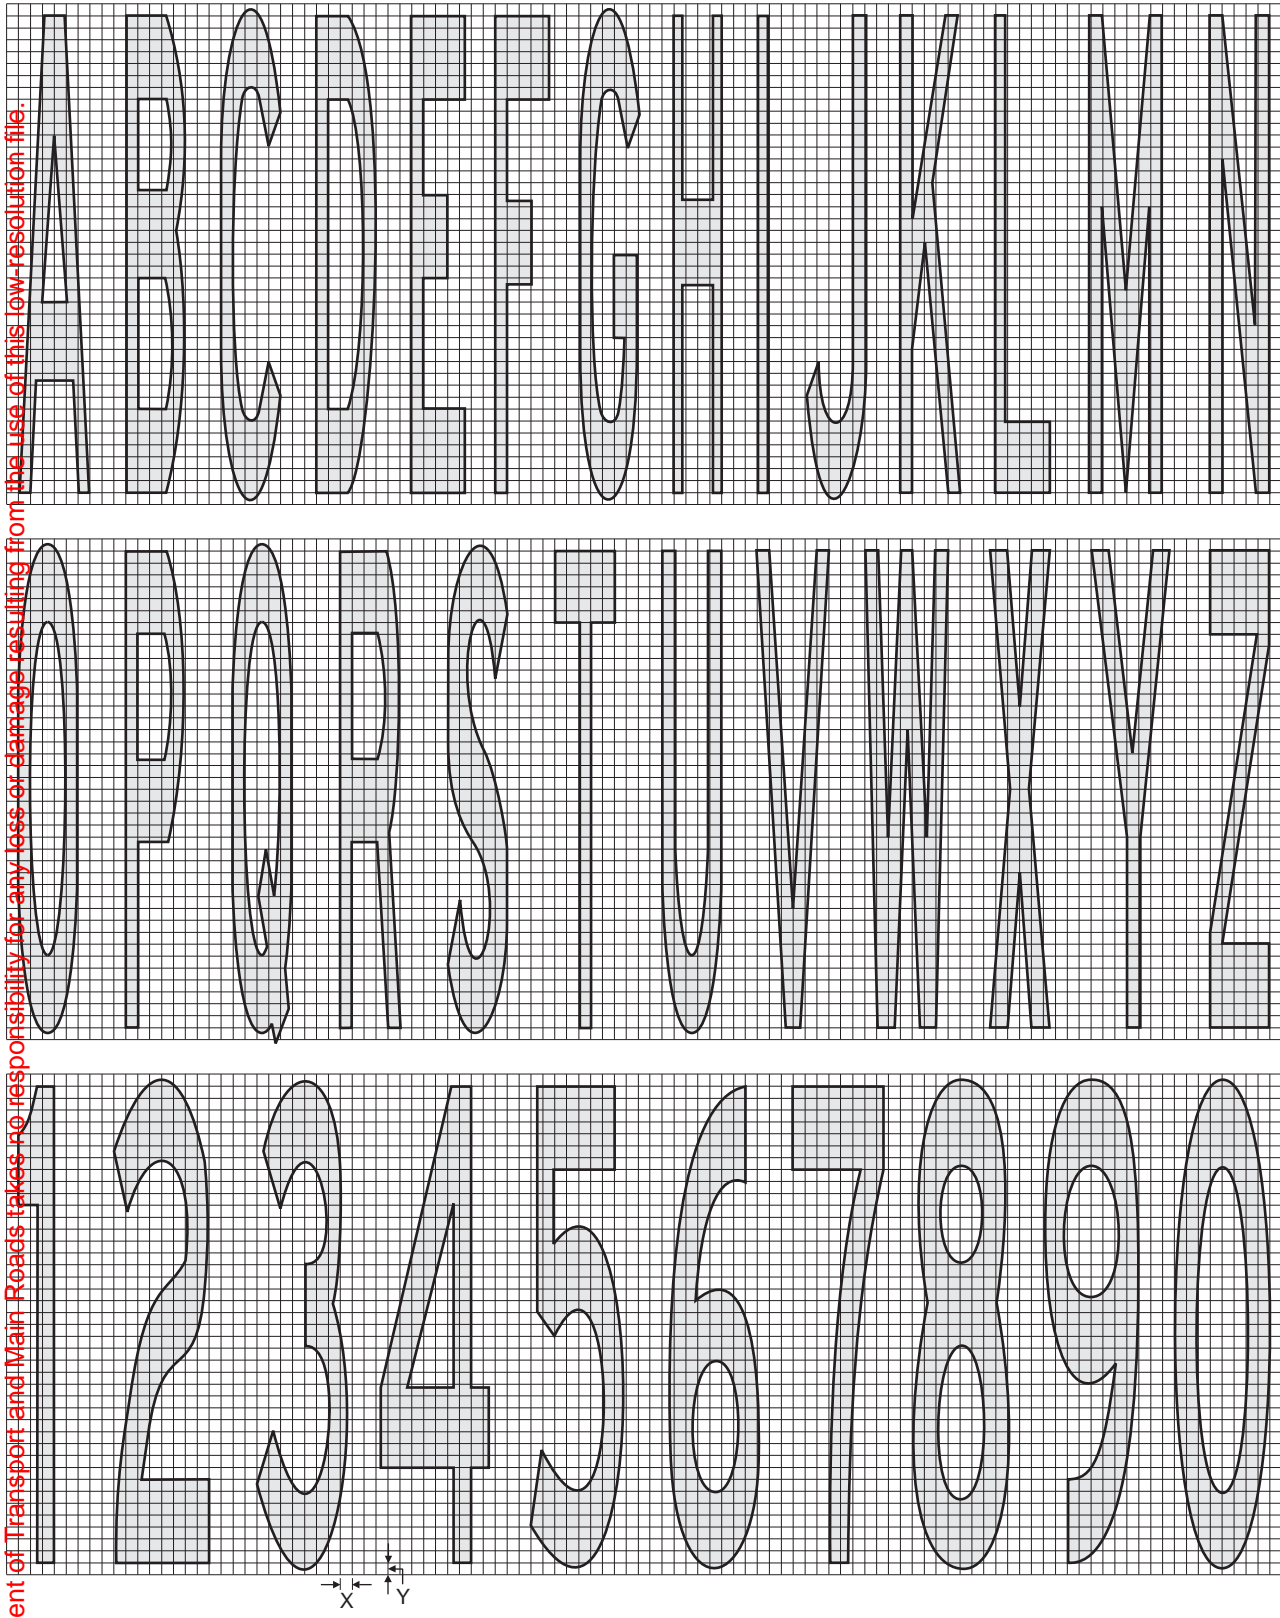 ABCDEFGHIJKLMN
OPQRSTUVWXYZ
1234567890
X Y
ent of Transport and Main Roads takes no responsibility for any loss or damage resulting from the use of this low-resolution file.